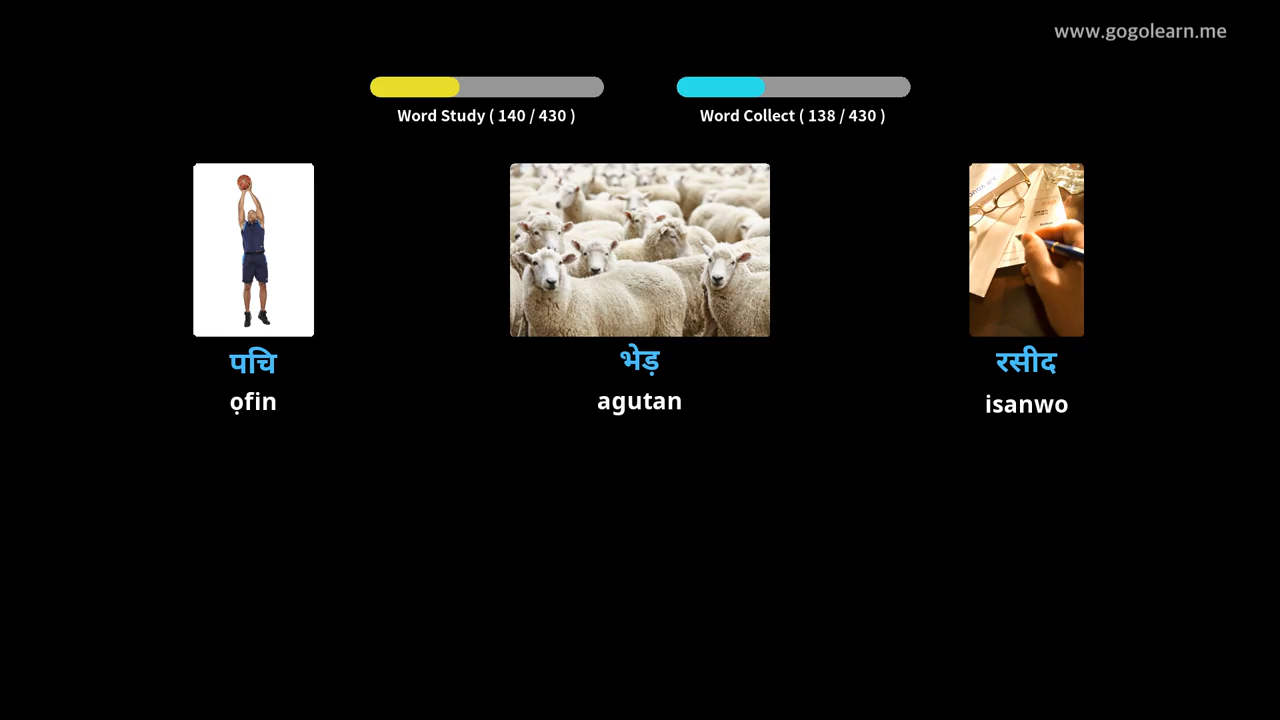 www.gogolearn.me
Word Study ( 140 / 430 )
Word Collect ( 138 / 430 )
पचि
भेड़
रसीद
ọfin
agutan
isanwo